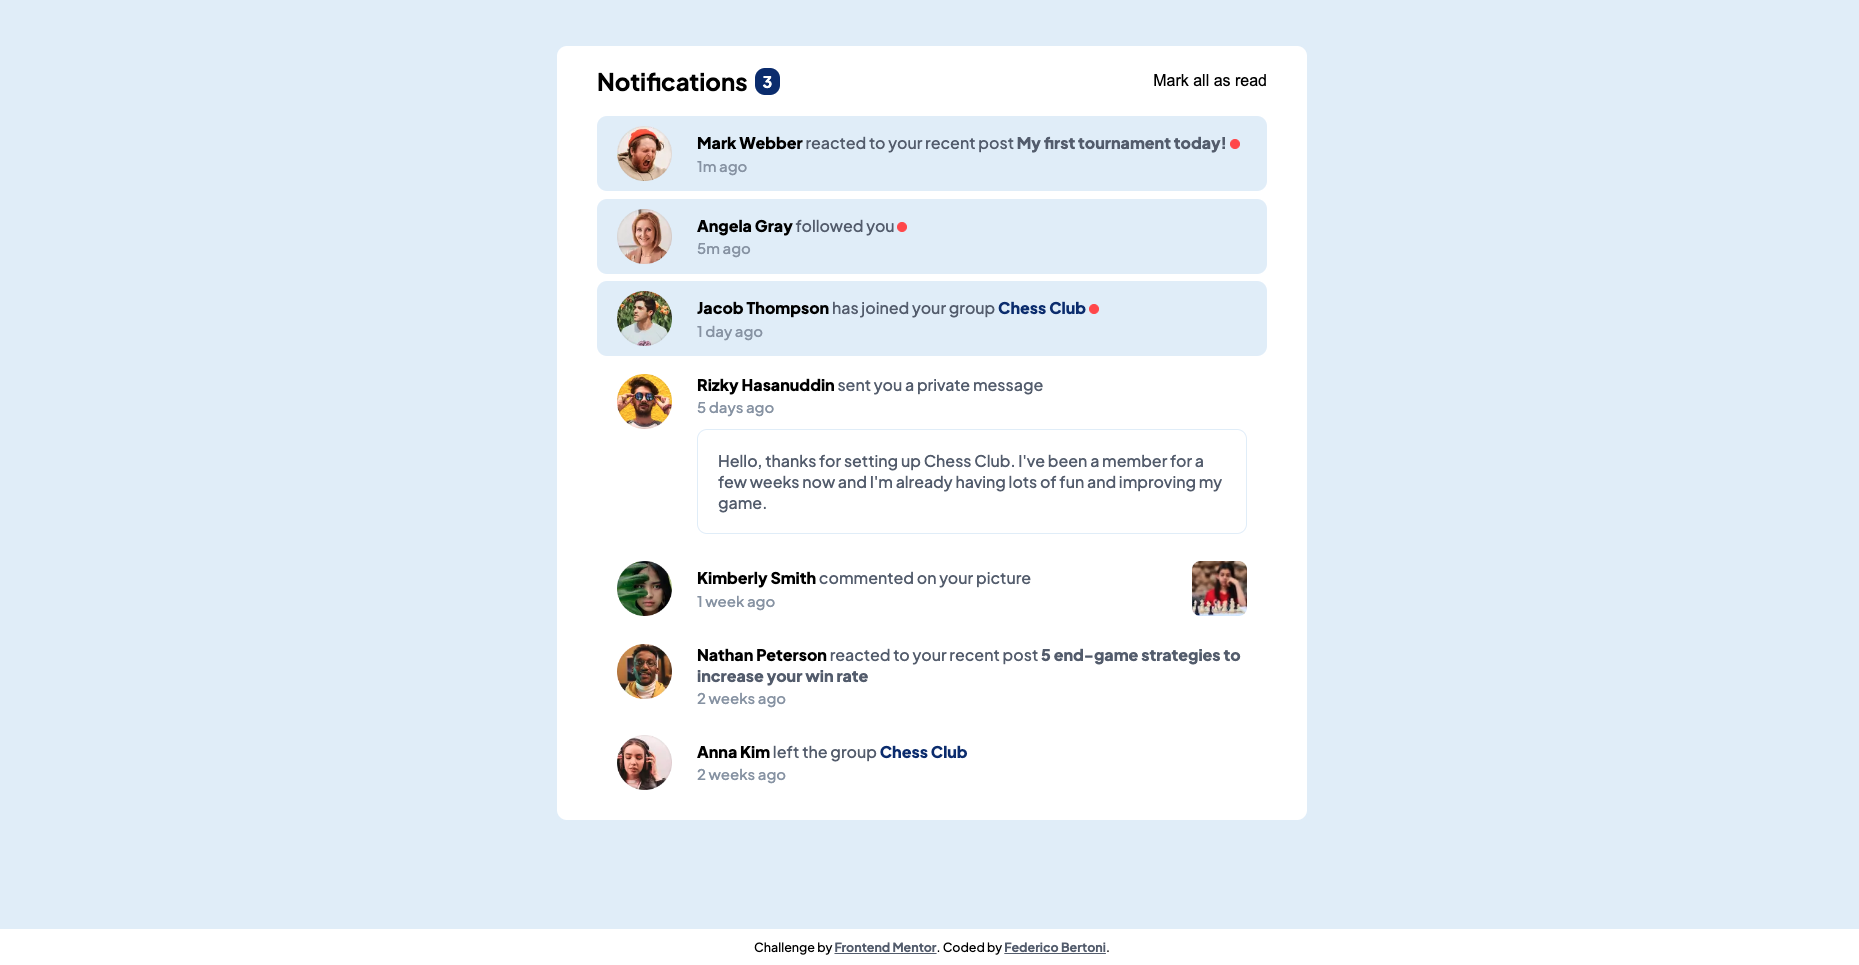 Notifications 3
Mark all as read
Mark Webber reacted to your recent post My first tournament today!
1m ago
Angela Gray followed you
5m ago
Jacob Thompson has joined your group Chess Club
1 day ago
Rizky Hasanuddin sent you a private message
5 days ago
Hello, thanks for setting up Chess Club. I've been a member for a
few weeks now and I'm already having lots of fun and improving my
game.
Kimberly Smith commented on your picture
1 week ago
Nathan Peterson reacted to your recent post 5 end-game strategies to
increase your win rate
2 weeks ago
Anna Kim left the group Chess Club
2 weeks ago
Challenge by Frontend Mentor. Coded by Federico Bertoni.